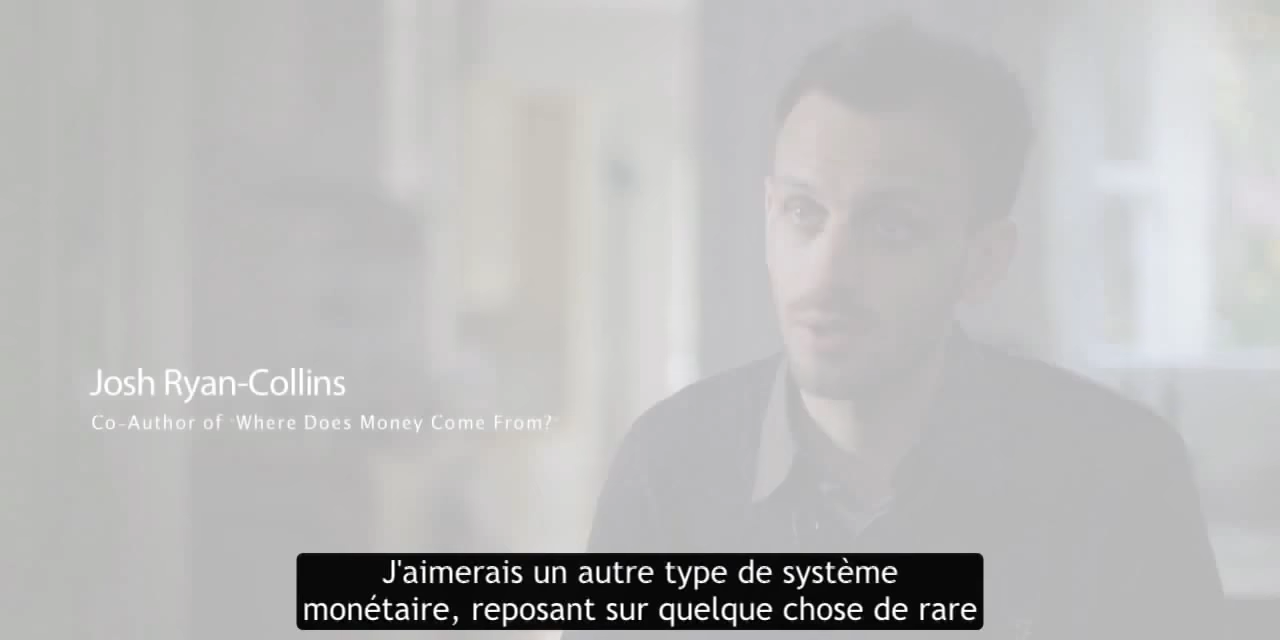 Josh Ryan-Collins
Co-Author of "Where Does Money Come From?"
J'aimerais un autre type de système
monétaire, reposant sur quelque chose de rare